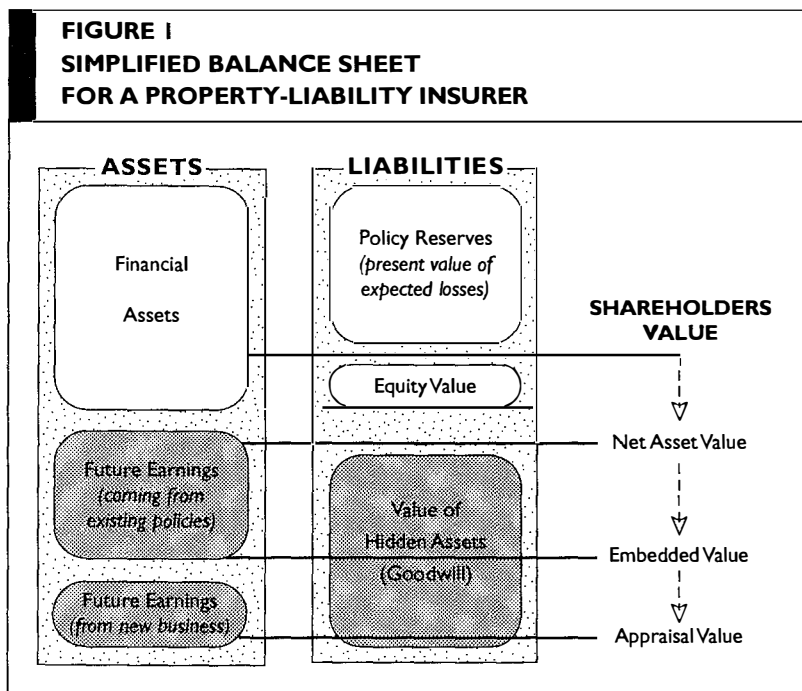 FIGURE 1
SIMPLIFIED BALANCE SHEET
FOR A PROPERTY-LIABILITY INSURER
ASSETS
Financial
Assets
Future Earnings
(coming from
existing policies)
Future Earnings
(from new business)
LIABILITIES
Policy Reserves
(present value of
expected losses)
Equity Value
Value of
Hidden Assets
(Goodwill)
SHAREHOLDERS
VALUE
Net Asset Value
Embedded Value
Appraisal Value